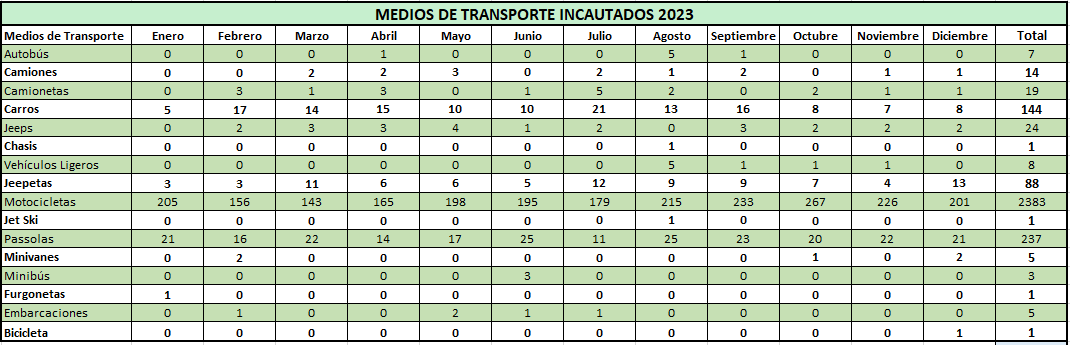 MEDIOS DE TRANSPORTE INCAUTADOS 2023
Medios de Transporte Enero Febrero Marzo Abril Mayo Junio Julio Agosto Septiembre Octubre Noviembre Diciembre Total
Autobús 0 0 0 1 0 0 0 5 1 0 0 0 7
Camiones 0 0 2 2 3 0 2 1 2 0 1 1 14
Camionetas 0 3 1 3 0 1 5 2 0 2 1 1 19
Carros 5 17 14 15 10 10 21 13 16 8 7 8 144
Jeeps 0 2 3 3 4 1 2 0 3 2 2 2 24
Chasis 0 0 0 0 0 0 0 1 0 0 0 0 1
Vehículos Ligeros 0 0 0 0 0 0 0 5 1 1 1 0 8
Jeepetas 3 3 11 6 6 5 12 9 9 7 4 13 88
Motocicletas 205 156 143 165 198 195 179 215 233 267 226 201 2383
Jet Ski 0 0 0 0 0 0 0 1 0 0 0 0 1
Passolas 21 16 22 14 17 25 11 25 23 20 22 21 237
Minivanes 0 2 0 0 0 0 0 0 0 1 0 2 5
Minibús 0 0 0 0 0 3 0 0 0 0 0 0 3
Furgonetas 1 0 0 0 0 0 0 0 0 0 0 0 1
Embarcaciones 0 1 0 0 2 1 1 0 0 0 0 0 5
Bicicleta 0 0 0 0 0 0 0 0 0 0 0 1 1